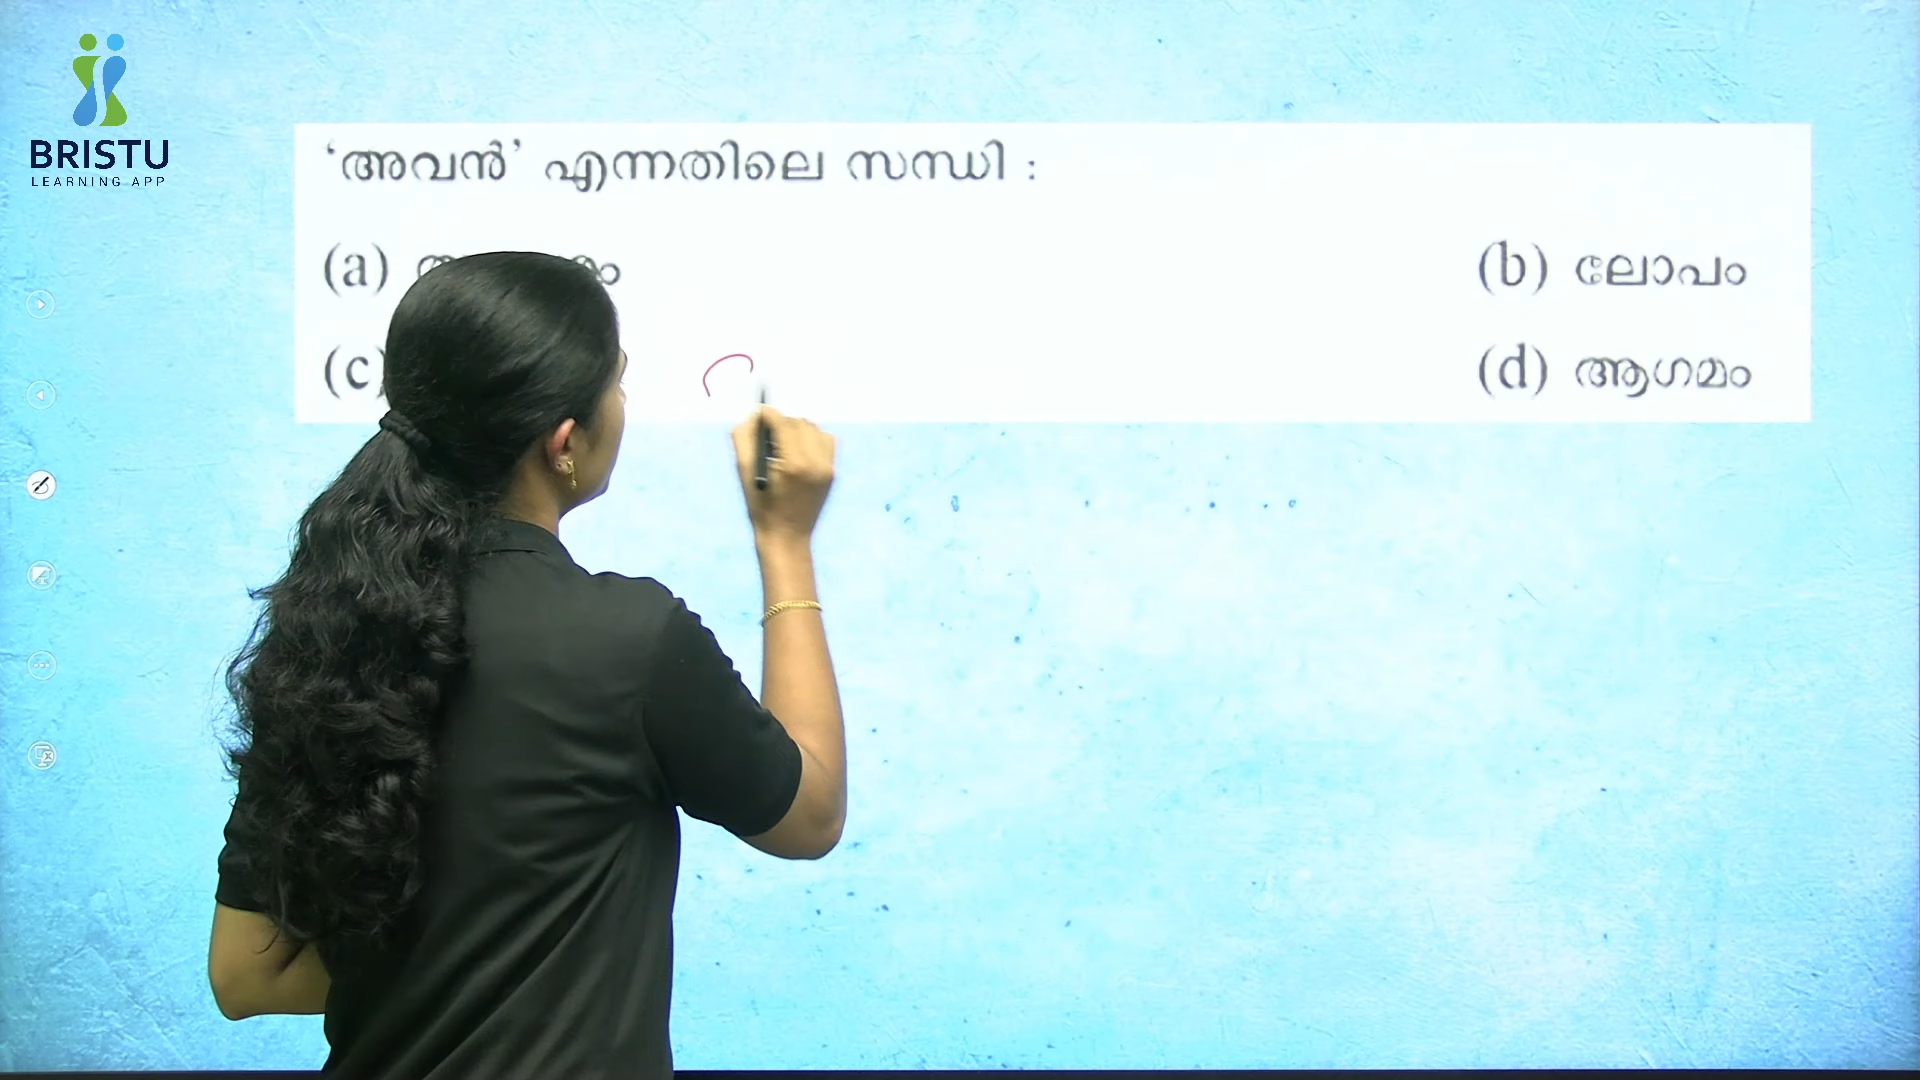 BRISTU
LEARNING APP
‘അവൻ’ എന്നതിലെ സന്ധി :
(a)
(b) ലോപം
(c)
(d) ആഗമം